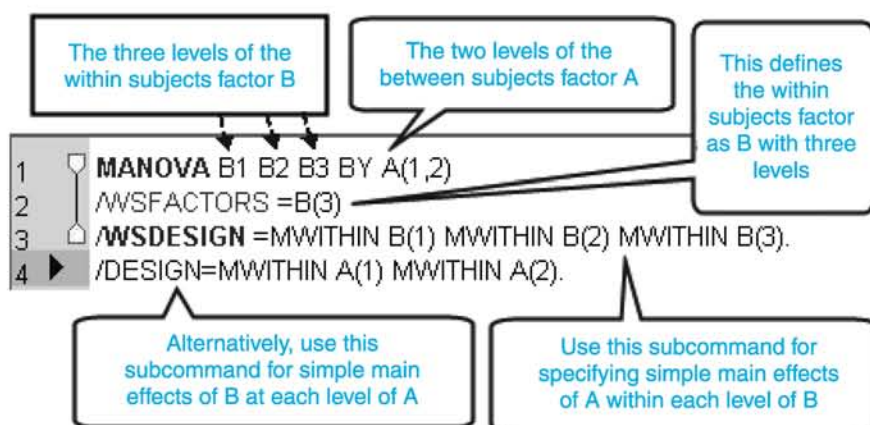 The three levels of the
within subjects factor B
The two levels of the
between subjects factor A
This defines
the within
subjects factor
as B with three
levels
1 MANOVA B1 B2 B3 BY A(1,2)
2 /WSFACTORS =B(3)
3 /WSDESIGN =MWITHIN B(1) MWITHIN B(2) MWITHIN B(3).
4 /DESIGN=MWITHIN A(1) MWITHIN A(2).
Alternatively, use this
subcommand for simple main
effects of B at each level of A
Use this subcommand for
specifying simple main effects
of A within each level of B